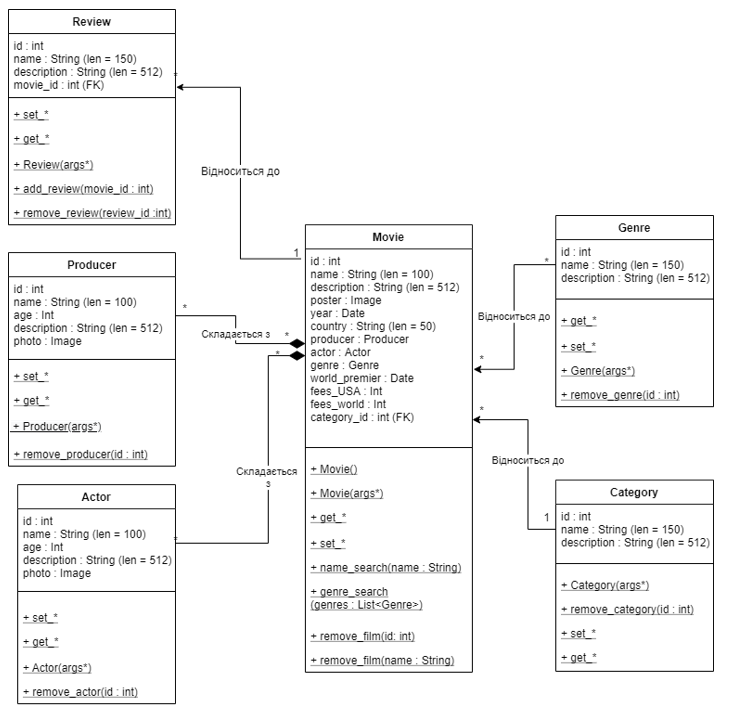 Review
id : int
name : String (len = 150)
description : String (len = 512)
movie_id : int (FK)
+ set_*
+ get_*
+ Review(args*)
+ add_review(movie_id : int)
+ remove_review(review_id :int)
*
Відноситься до
1
Producer
id : int
name : String (len = 100)
age : Int
description : String (len = 512)
photo : Image
+ set_*
+ get_*
+ Producer(args*)
+ remove_producer(id : int)
*
Складається з
*
Actor
id : int
name : String (len = 100)
age : Int
description : String (len = 512)
photo : Image
+ set_*
+ get_*
+ Actor(args*)
+ remove_actor(id : int)
*
Складається
з
*
Movie
id : int
name : String (len = 100)
description : String (len = 512)
poster : Image
year : Date
country : String (len = 50)
producer : Producer
actor : Actor
genre : Genre
world_premier : Date
fees_USA : Int
fees_world : Int
category_id : int (FK)
+ Movie()
+ Movie(args*)
+ get_*
+ set_*
+ name_search(name : String)
+ genre_search
(genres : List<Genre>)
+ remove_film(id: int)
+ remove_film(name : String)
*
Відноситься до
*
Genre
id : int
name : String (len = 150)
description : String (len = 512)
+ get_*
+ set_*
+ Genre(args*)
+ remove_genre(id : int)
*
Відноситься до
1
Category
id : int
name : String (len = 150)
description : String (len = 512)
+ Category(args*)
+ remove_category(id : int)
+ set_*
+ get_*